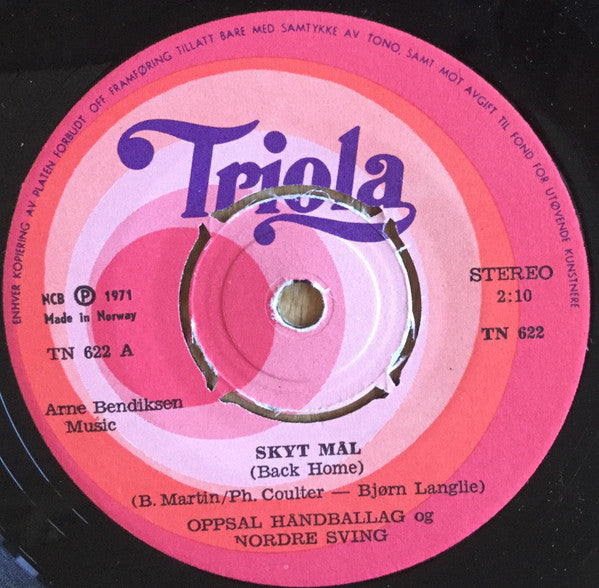 ENHVER KOPIERING AV PLATEN FORBUDT OFF FRAMFØRING TILLATT BARE MED SAMTYKKE AV TONO, SAMT MOT AVGIFT TIL FOND FOR UTØVENDE KUNSTNERE
Triola
STEREO
2:10
TN 622
NCB Ⓟ 1971
Made in Norway
TN 622 A
Arne Bendiksen
Music
SKYT MÅL
(Back Home)
(B. Martin/Ph. Coulter — Bjørn Langlie)
OPPSAL HÅNDBALLAG og
NORDRE SVING